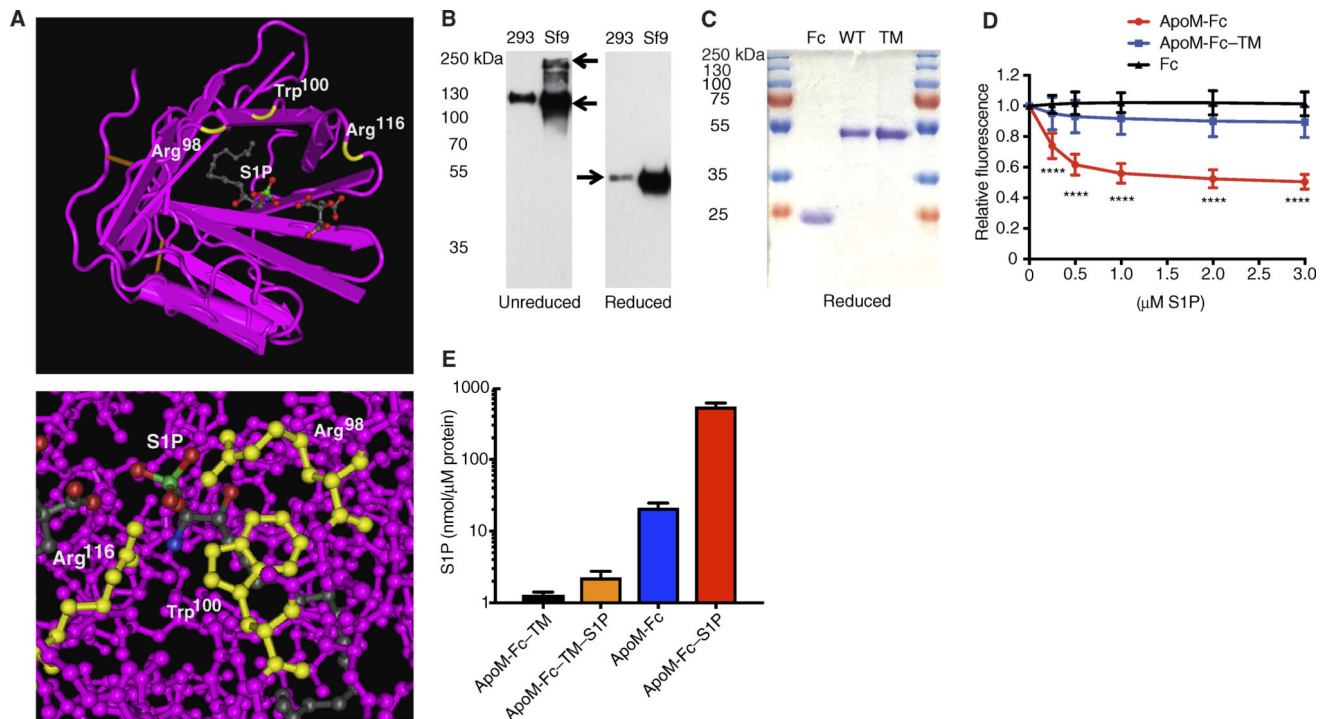 A
Trp100
Arg98
Arg116
S1P
S1P
Arg98
Arg116
Trp100
B
293 Sf9 293 Sf9
250 kDa
130
100
70
55
35
Unreduced Reduced
C
Fc WT TM
250 kDa
130
100
75
55
35
25
Reduced
D
ApoM-Fc
ApoM-Fc–TM
Fc
Relative fluorescence
1.2
1.0
0.8
0.6
0.4
0.2
0
**** **** **** **** ****
0 0.5 1.0 1.5 2.0 2.5 3.0
(μM S1P)
E
S1P (nmol/μM protein)
1000
100
10
1
ApoM-Fc–TM
ApoM-Fc–TM–S1P
ApoM-Fc
ApoM-Fc–S1P